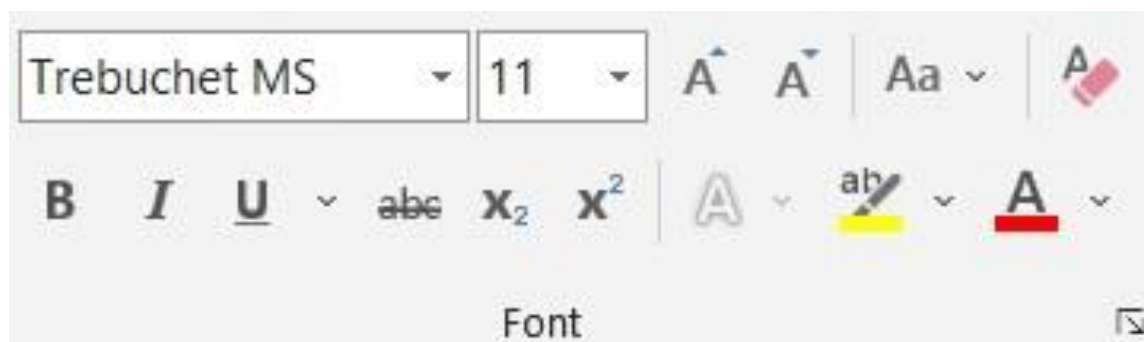 Trebuchet MS 11 A A Aa A
B I U abc X₂ X² A ab A
Font